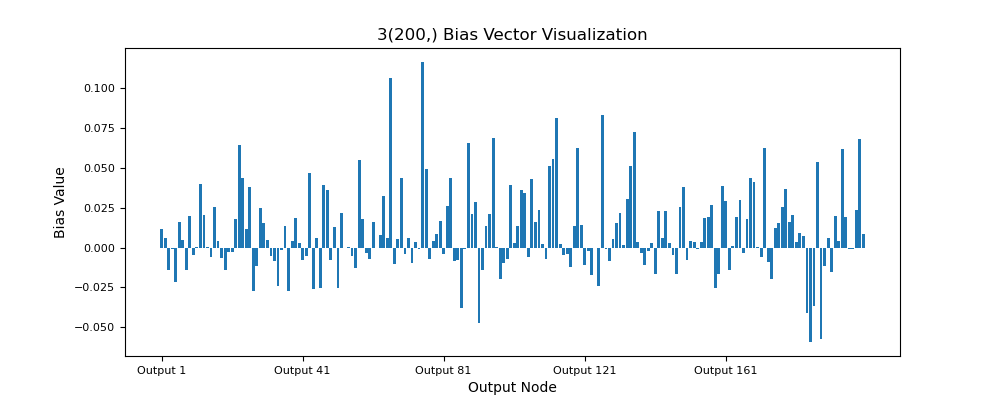 3(200,) Bias Vector Visualization
Bias Value
0.100
0.075
0.050
0.025
0.000
−0.025
−0.050
Output 1 Output 41 Output 81 Output 121 Output 161
Output Node